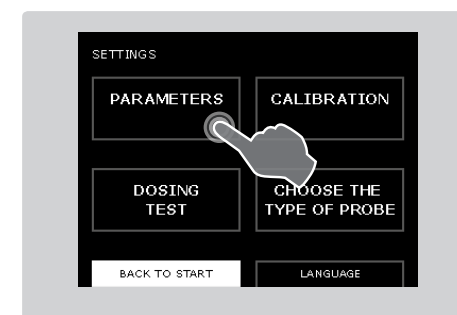 SETTINGS
PARAMETERS
CALIBRATION
DOSING
TEST
CHOOSE THE
TYPE OF PROBE
BACK TO START
LANGUAGE